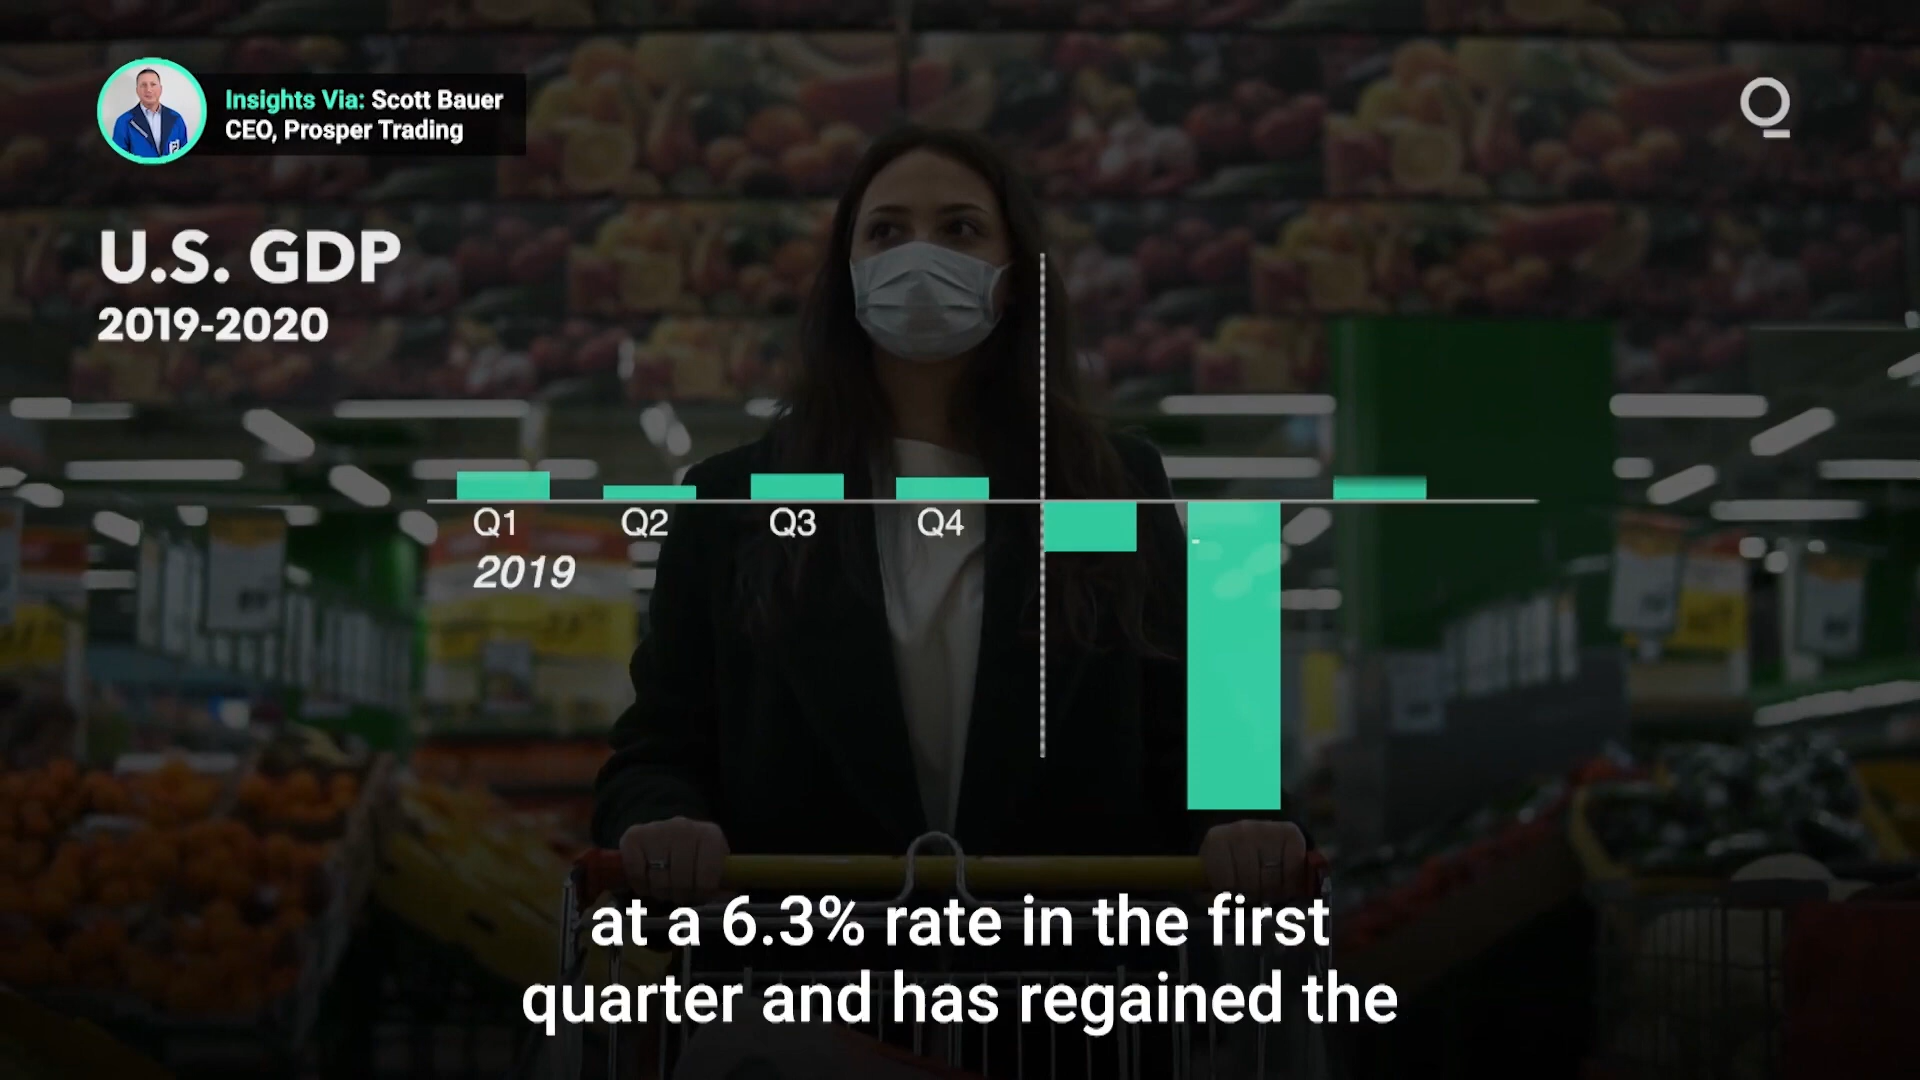 Insights Via: Scott Bauer
CEO, Prosper Trading
U.S. GDP
2019-2020
Q1
Q2
Q3
Q4
2019
at a 6.3% rate in the first
quarter and has regained the